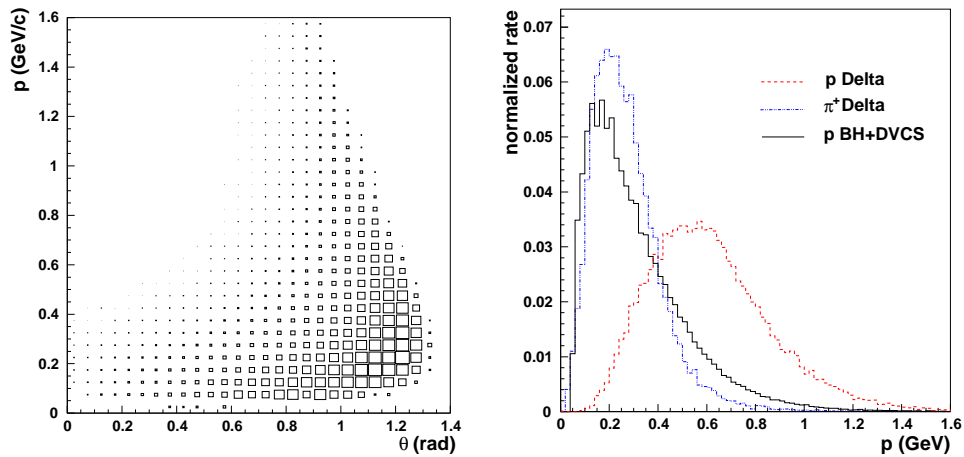 p (GeV/c)
1.6
1.4
1.2
1
0.8
0.6
0.4
0.2
0
0 0.2 0.4 0.6 0.8 1 1.2 1.4
θ (rad)
normalized rate
0.07
0.06
0.05
0.04
0.03
0.02
0.01
0
p Delta
π+Delta
p BH+DVCS
0 0.2 0.4 0.6 0.8 1 1.2 1.4 1.6
p (GeV)